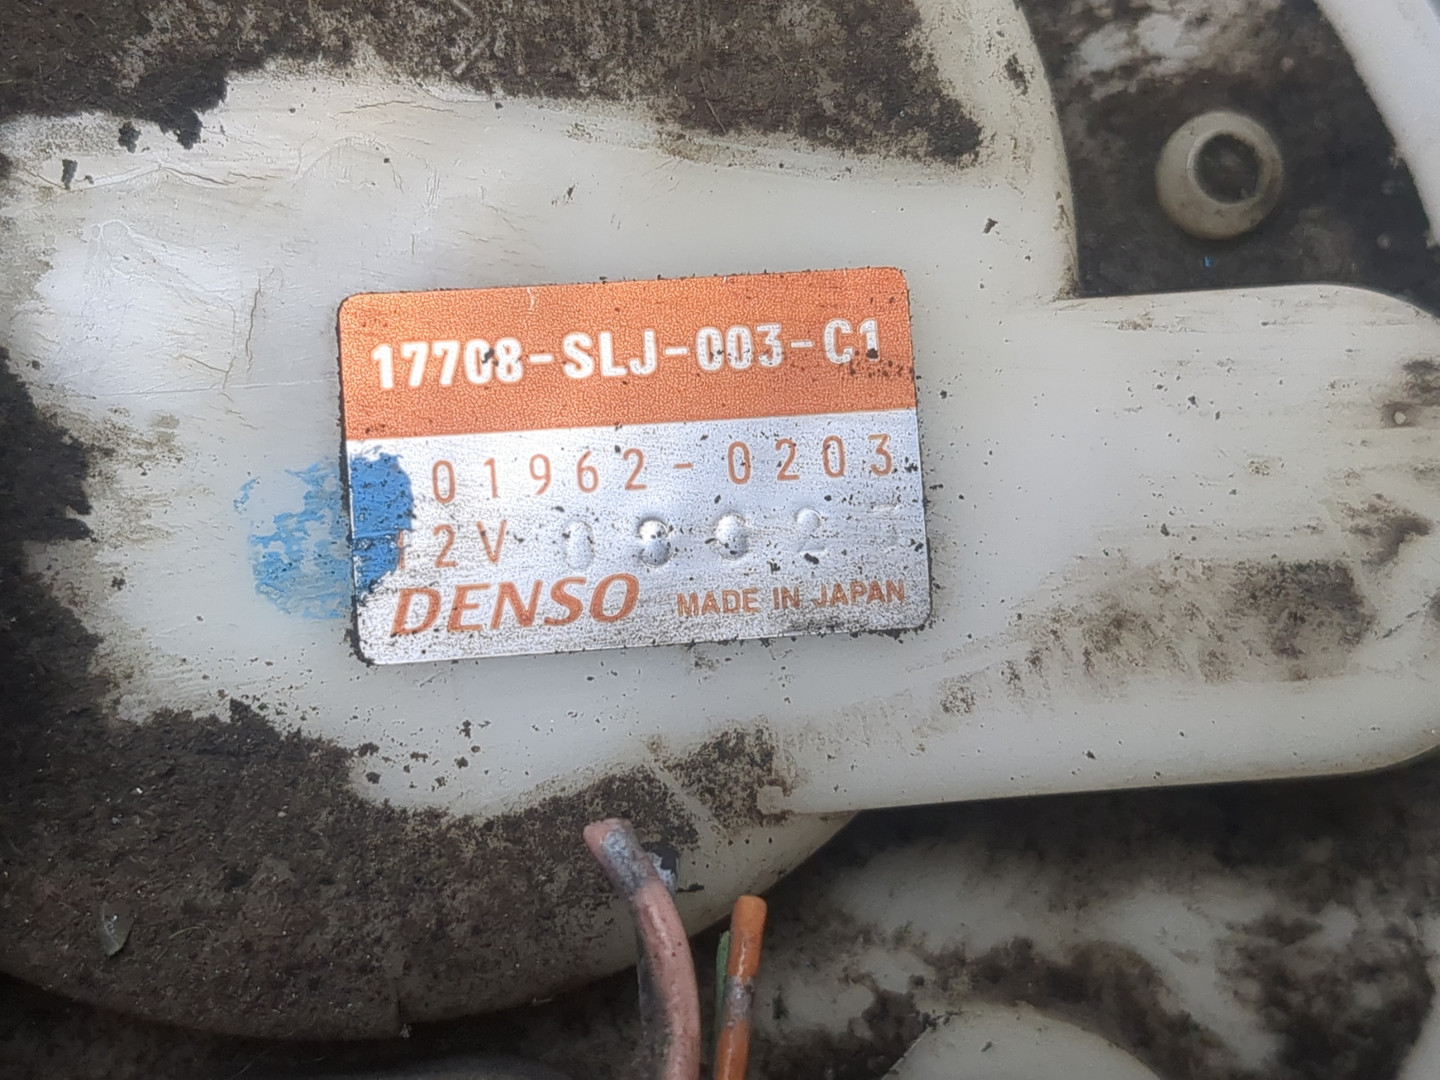 17708-SLJ-003-C1
01962-0203
12V
DENSO MADE IN JAPAN